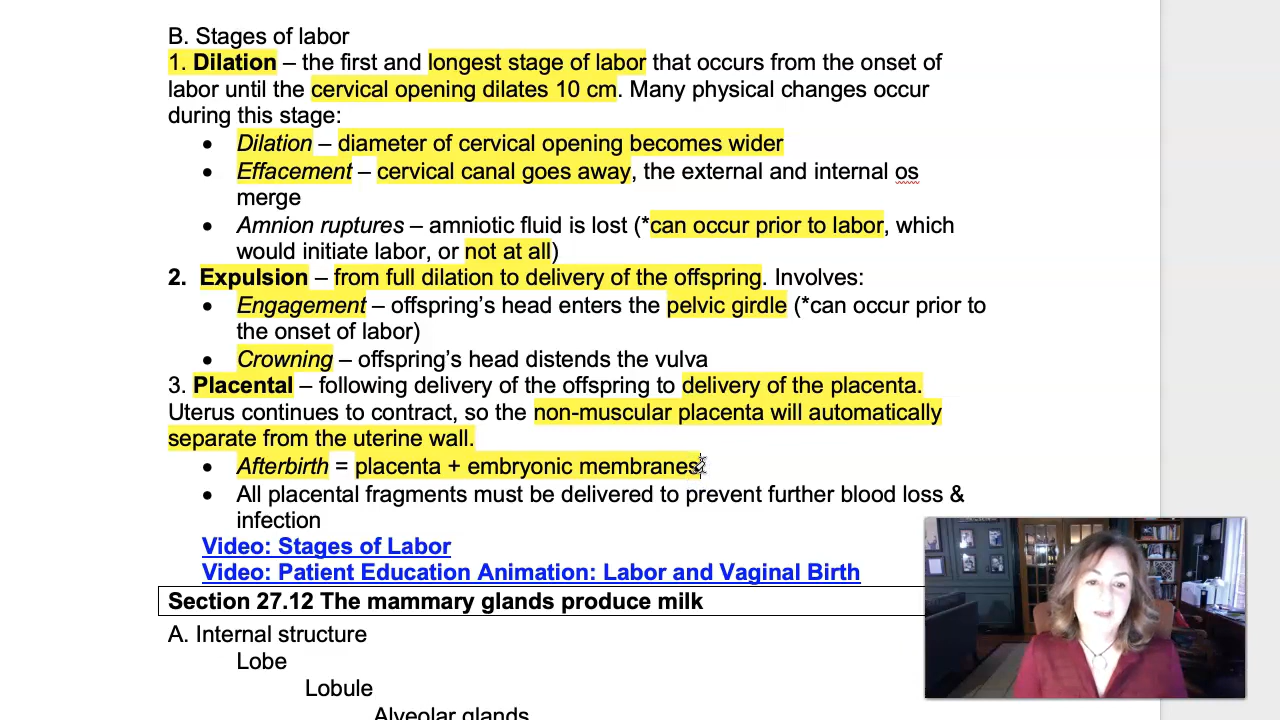 B. Stages of labor
1. Dilation – the first and longest stage of labor that occurs from the onset of
labor until the cervical opening dilates 10 cm. Many physical changes occur
during this stage:
• Dilation – diameter of cervical opening becomes wider
• Effacement – cervical canal goes away, the external and internal os
merge
• Amnion ruptures – amniotic fluid is lost (*can occur prior to labor, which
would initiate labor, or not at all)
2. Expulsion – from full dilation to delivery of the offspring. Involves:
• Engagement – offspring’s head enters the pelvic girdle (*can occur prior to
the onset of labor)
• Crowning – offspring’s head distends the vulva
3. Placental – following delivery of the offspring to delivery of the placenta.
Uterus continues to contract, so the non-muscular placenta will automatically
separate from the uterine wall.
• Afterbirth = placenta + embryonic membranes
• All placental fragments must be delivered to prevent further blood loss &
infection
Video: Stages of Labor
Video: Patient Education Animation: Labor and Vaginal Birth
Section 27.12 The mammary glands produce milk
A. Internal structure
Lobe
Lobule
Alveolar glands